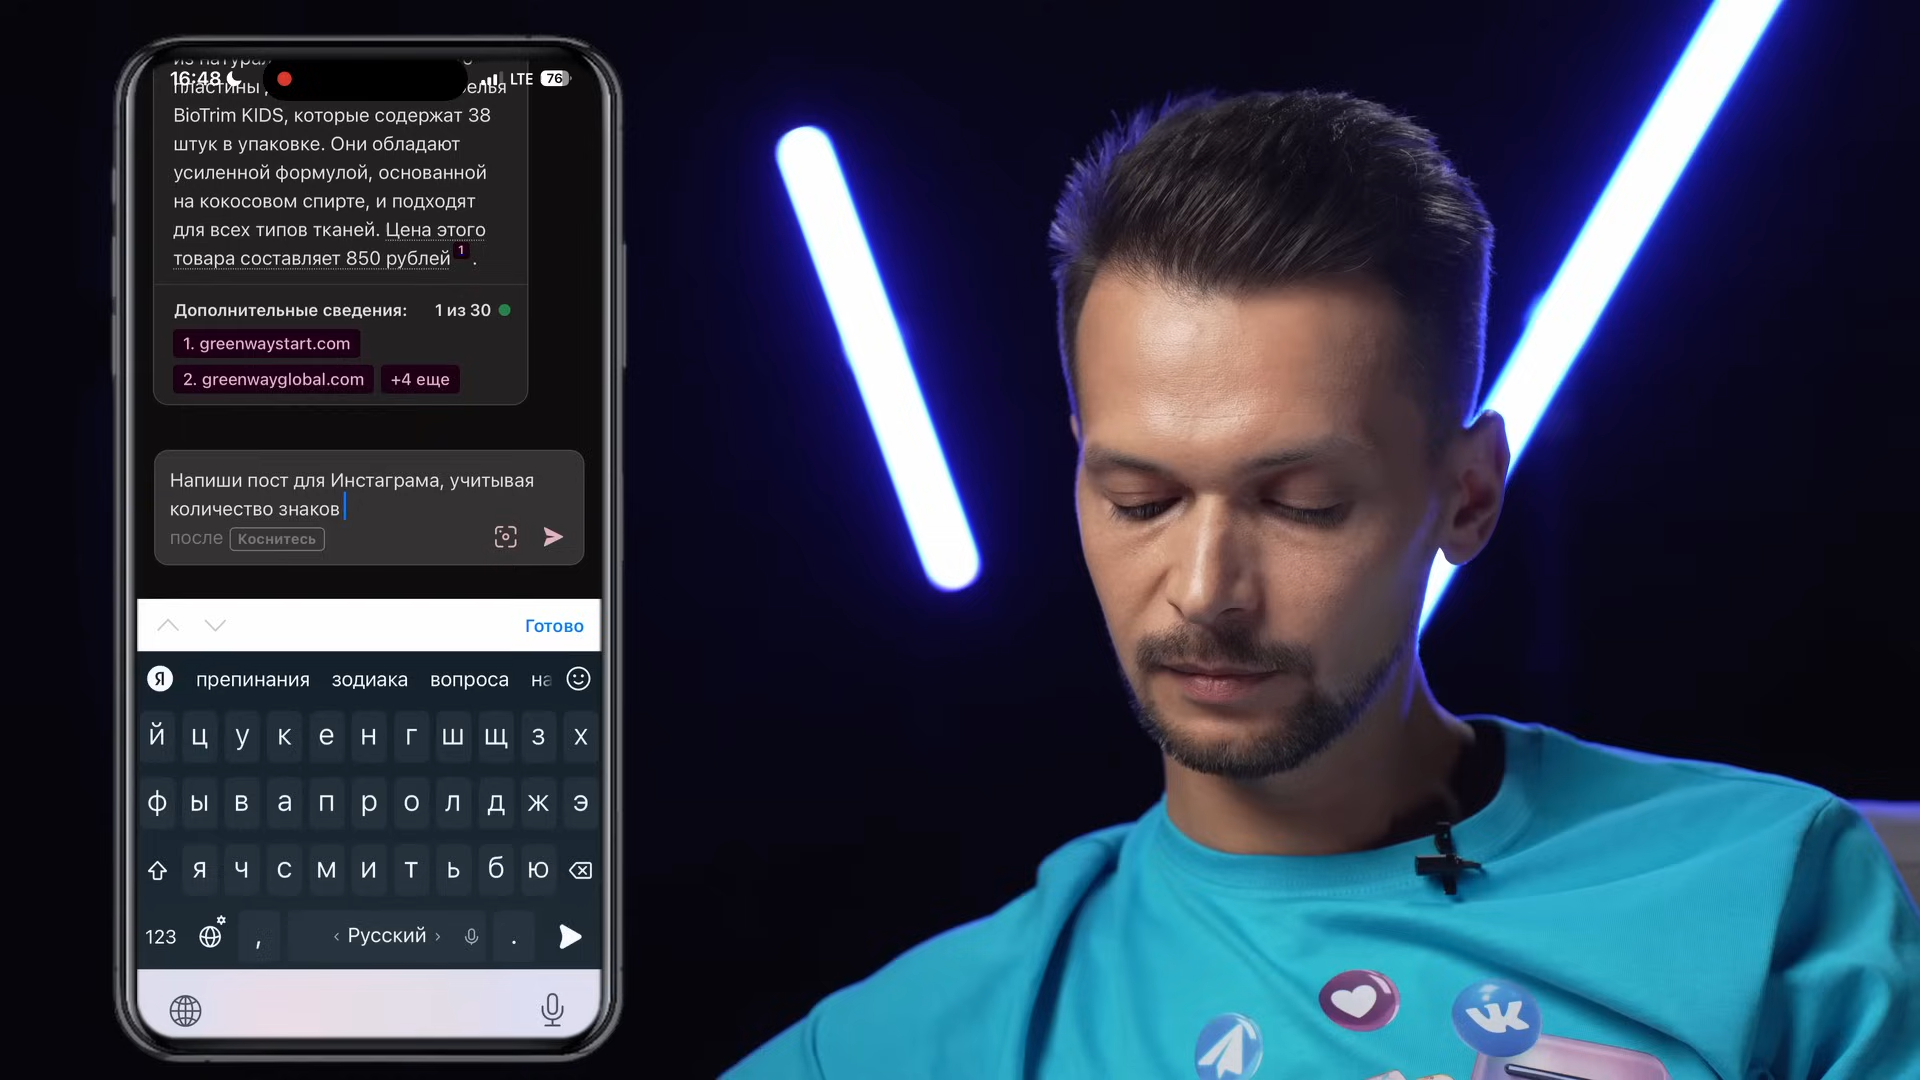 16:48
LTE 76
пластины
BioTrim KIDS, которые содержат 38
штук в упаковке. Они обладают
усиленной формулой, основанной
на кокосовом спирте, и подходят
для всех типов тканей. Цена этого
товара составляет 850 рублей 1 .
Дополнительные сведения: 1 из 30
1. greenwaystart.com
2. greenwayglobal.com +4 еще
Напиши пост для Инстаграма, учитывая
количество знаков
после Коснитесь
Готово
Я препинания зодиака вопроса на
й ц у к е н г ш щ з х
ф ы в а п р о л д ж э
я ч с м и т ь б ю
123 , ‹ Русский › .
VK